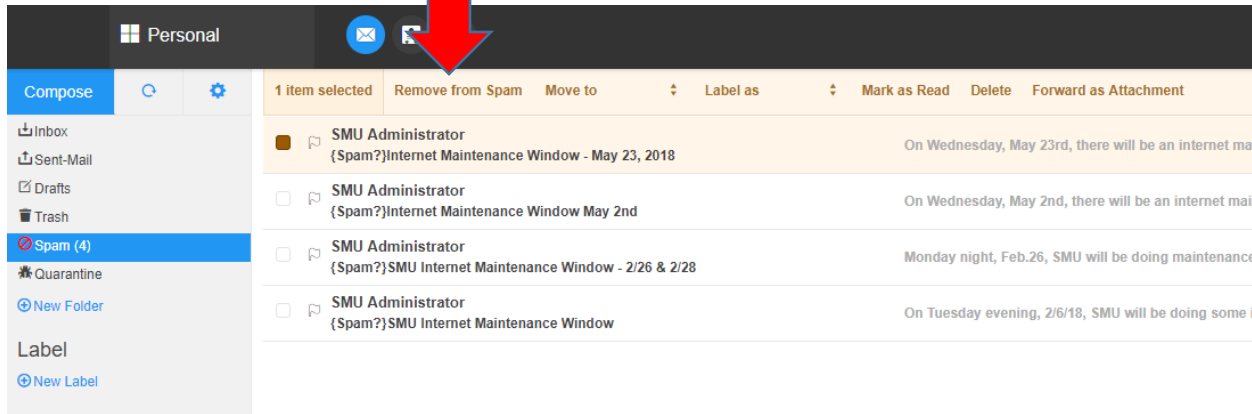 Personal
Compose
1 item selected Remove from Spam Move to Label as Mark as Read Delete Forward as Attachment
Inbox
Sent-Mail
Drafts
Trash
Spam (4)
Quarantine
New Folder
Label
New Label
SMU Administrator
{Spam?}Internet Maintenance Window - May 23, 2018
On Wednesday, May 23rd, there will be an internet ma
SMU Administrator
{Spam?}Internet Maintenance Window May 2nd
On Wednesday, May 2nd, there will be an internet mai
SMU Administrator
{Spam?}SMU Internet Maintenance Window - 2/26 & 2/28
Monday night, Feb.26, SMU will be doing maintenance
SMU Administrator
{Spam?}SMU Internet Maintenance Window
On Tuesday evening, 2/6/18, SMU will be doing some i